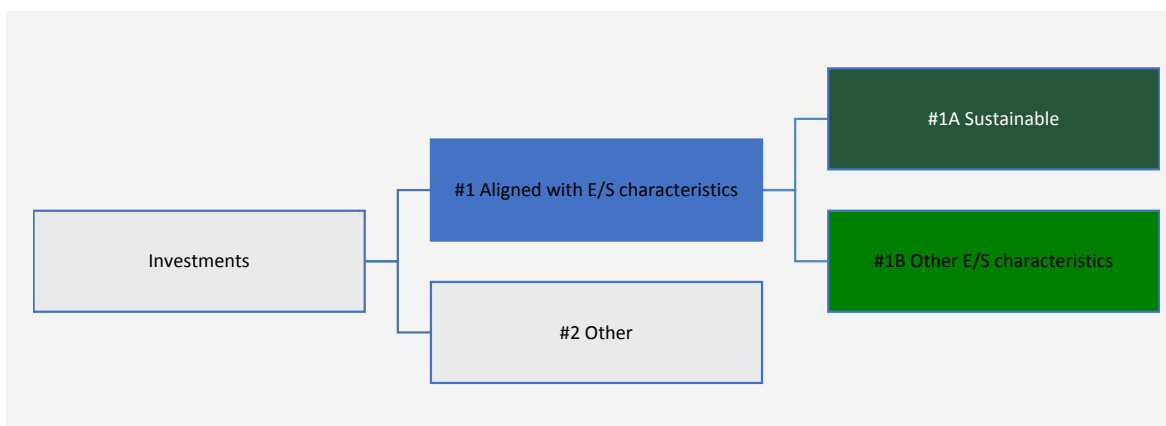 #1A Sustainable
#1 Aligned with E/S characteristics
Investments
#1B Other E/S characteristics
#2 Other